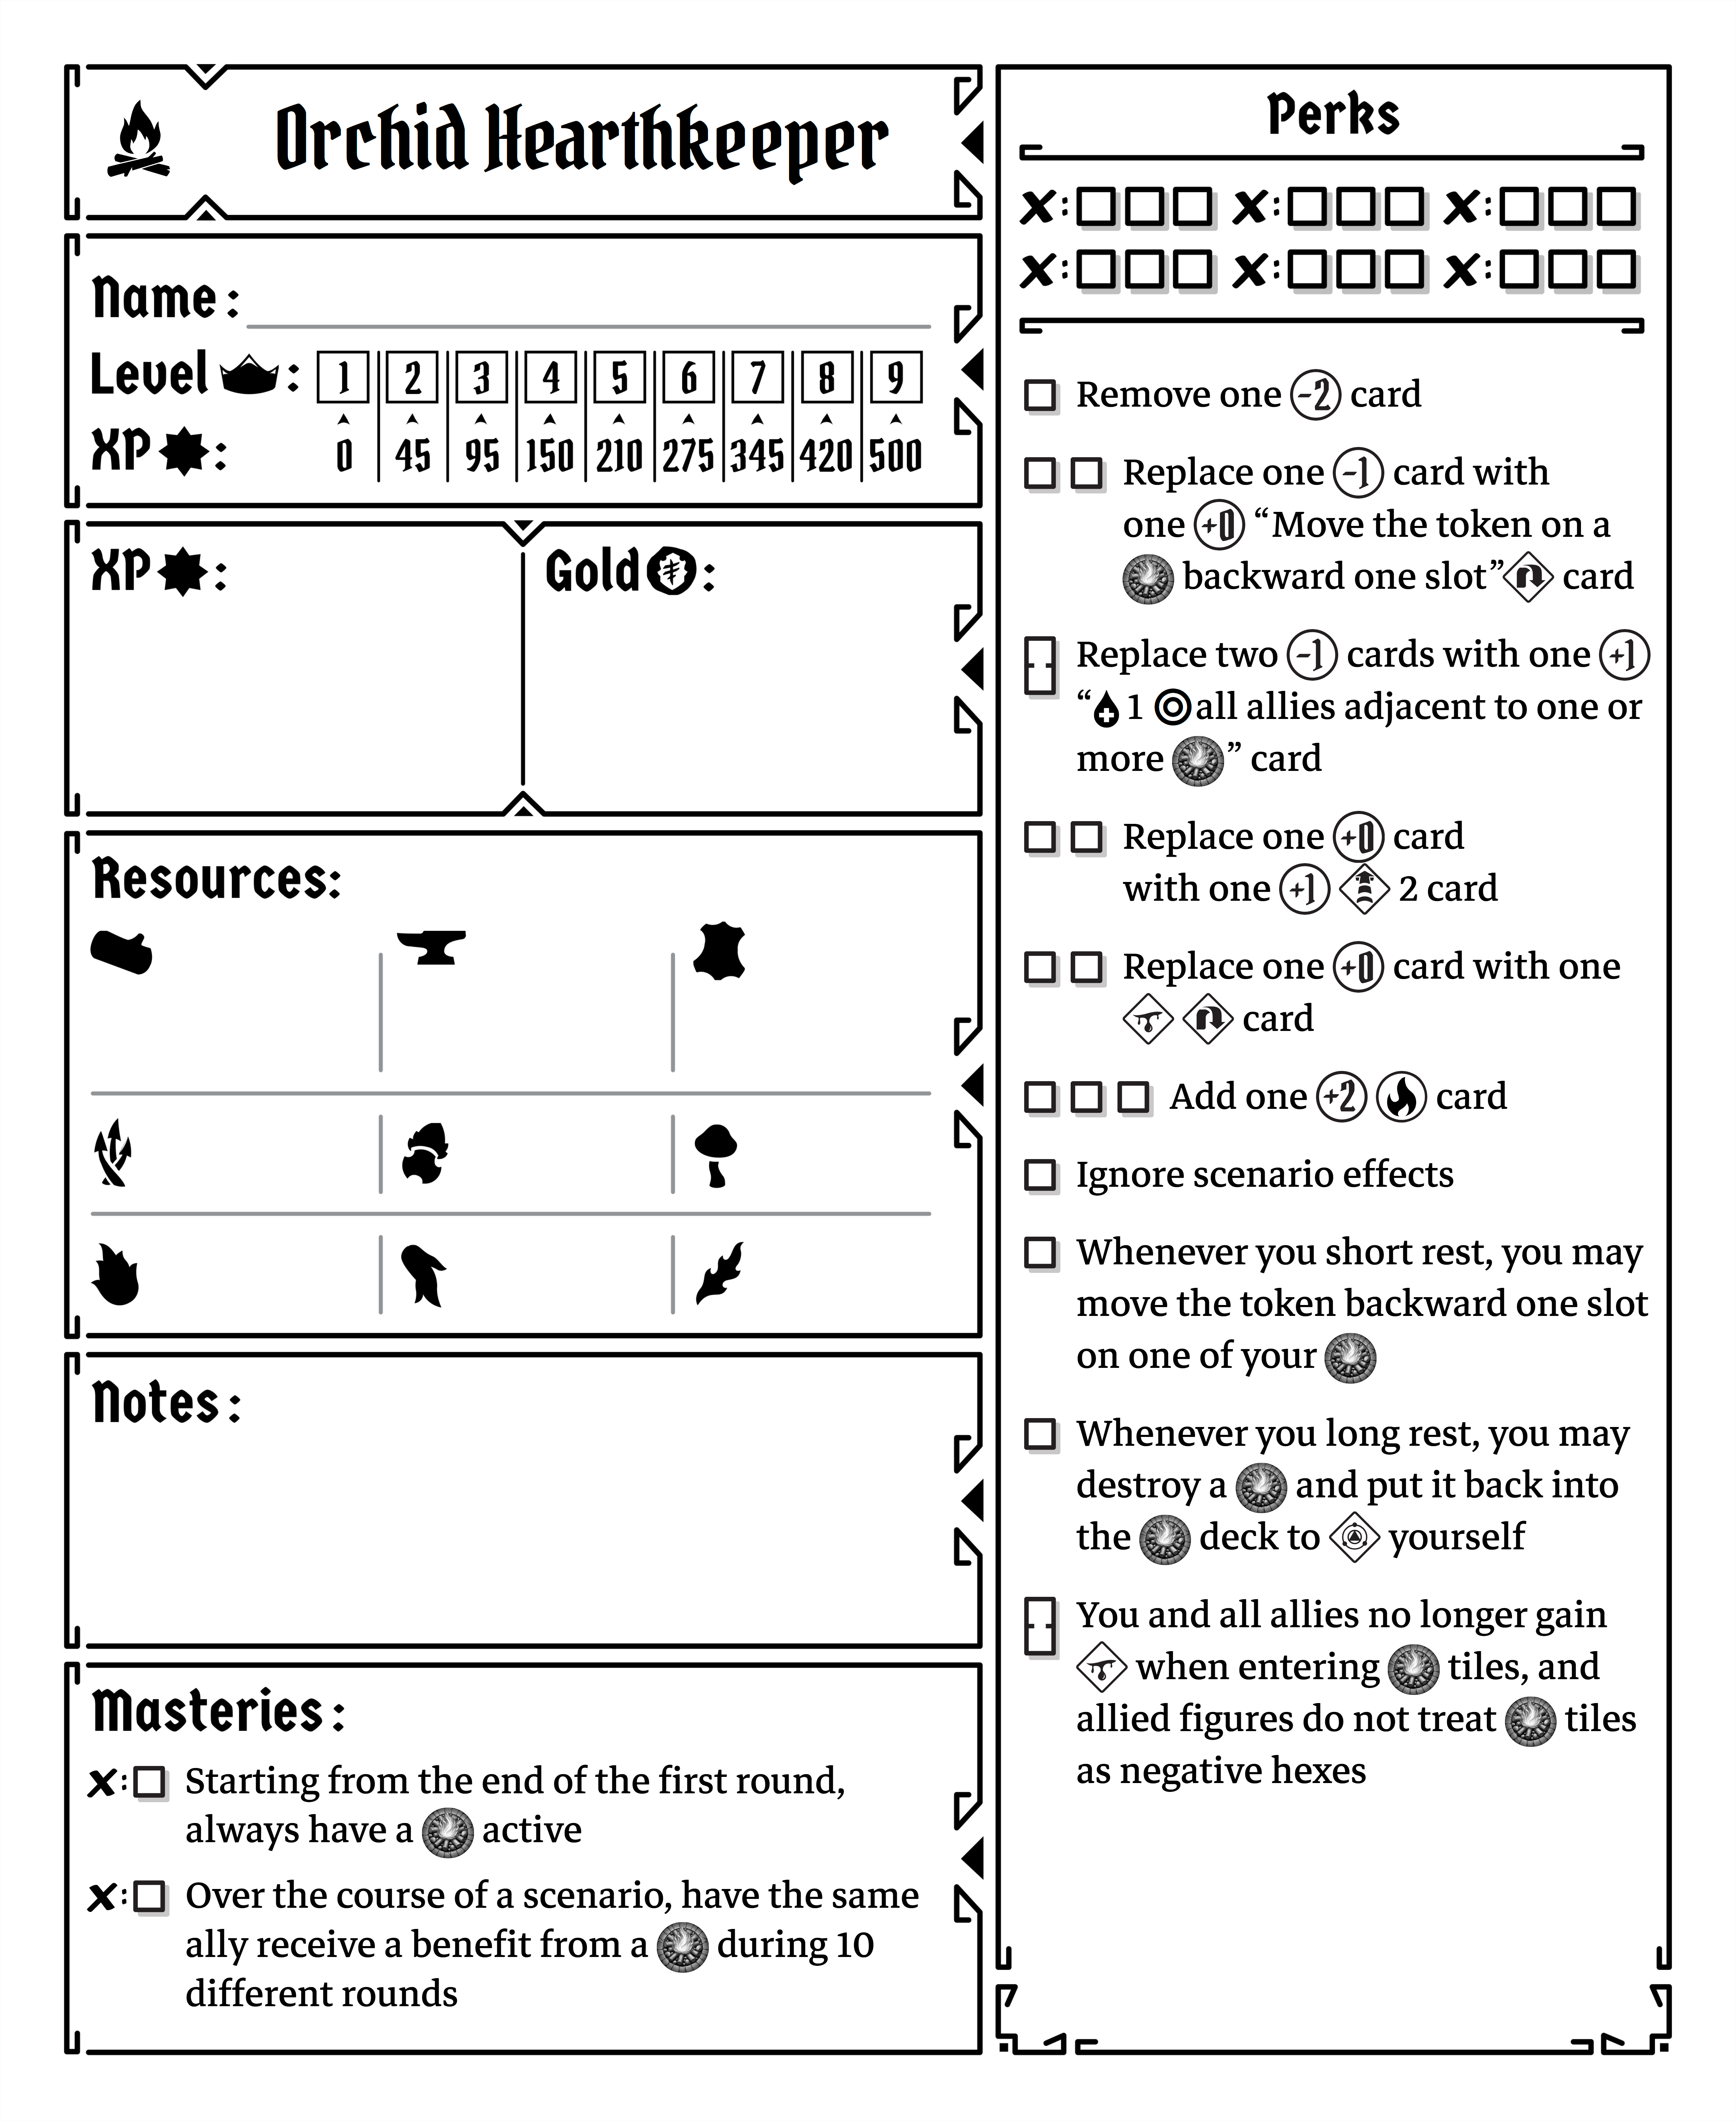 Orchid Hearthkeeper
Name:
Level : 1 2 3 4 5 6 7 8 9
XP : 0 45 95 150 210 275 345 420 500
XP : Gold :
Resources:
Notes:
Masteries:
x: Starting from the end of the first round,
always have a active
x: Over the course of a scenario, have the same
ally receive a benefit from a during 10
different rounds
Perks
x: x: x:
x: x: x:
Remove one -2 card
Replace one -1 card with
one +0 “Move the token on a
backward one slot” card
Replace two -1 cards with one +1
“ 1 all allies adjacent to one or
more ” card
Replace one +0 card
with one +1 2 card
Replace one +0 card with one
card
Add one +2 card
Ignore scenario effects
Whenever you short rest, you may
move the token backward one slot
on one of your
Whenever you long rest, you may
destroy a and put it back into
the deck to yourself
You and all allies no longer gain
when entering tiles, and
allied figures do not treat tiles
as negative hexes